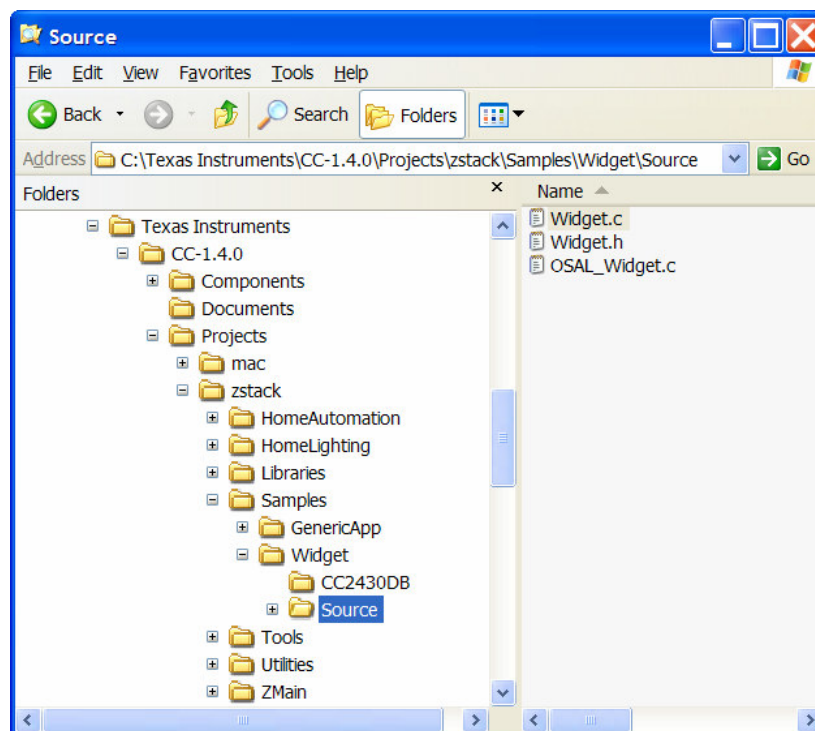 Source
File Edit View Favorites Tools Help
Back Search Folders
Address C:\Texas Instruments\CC-1.4.0\Projects\zstack\Samples\Widget\Source Go
Folders Name
Texas Instruments
CC-1.4.0
Components
Documents
Projects
mac
zstack
HomeAutomation
HomeLighting
Libraries
Samples
GenericApp
Widget
CC2430DB
Source
Tools
Utilities
ZMain
Widget.c
Widget.h
OSAL_Widget.c